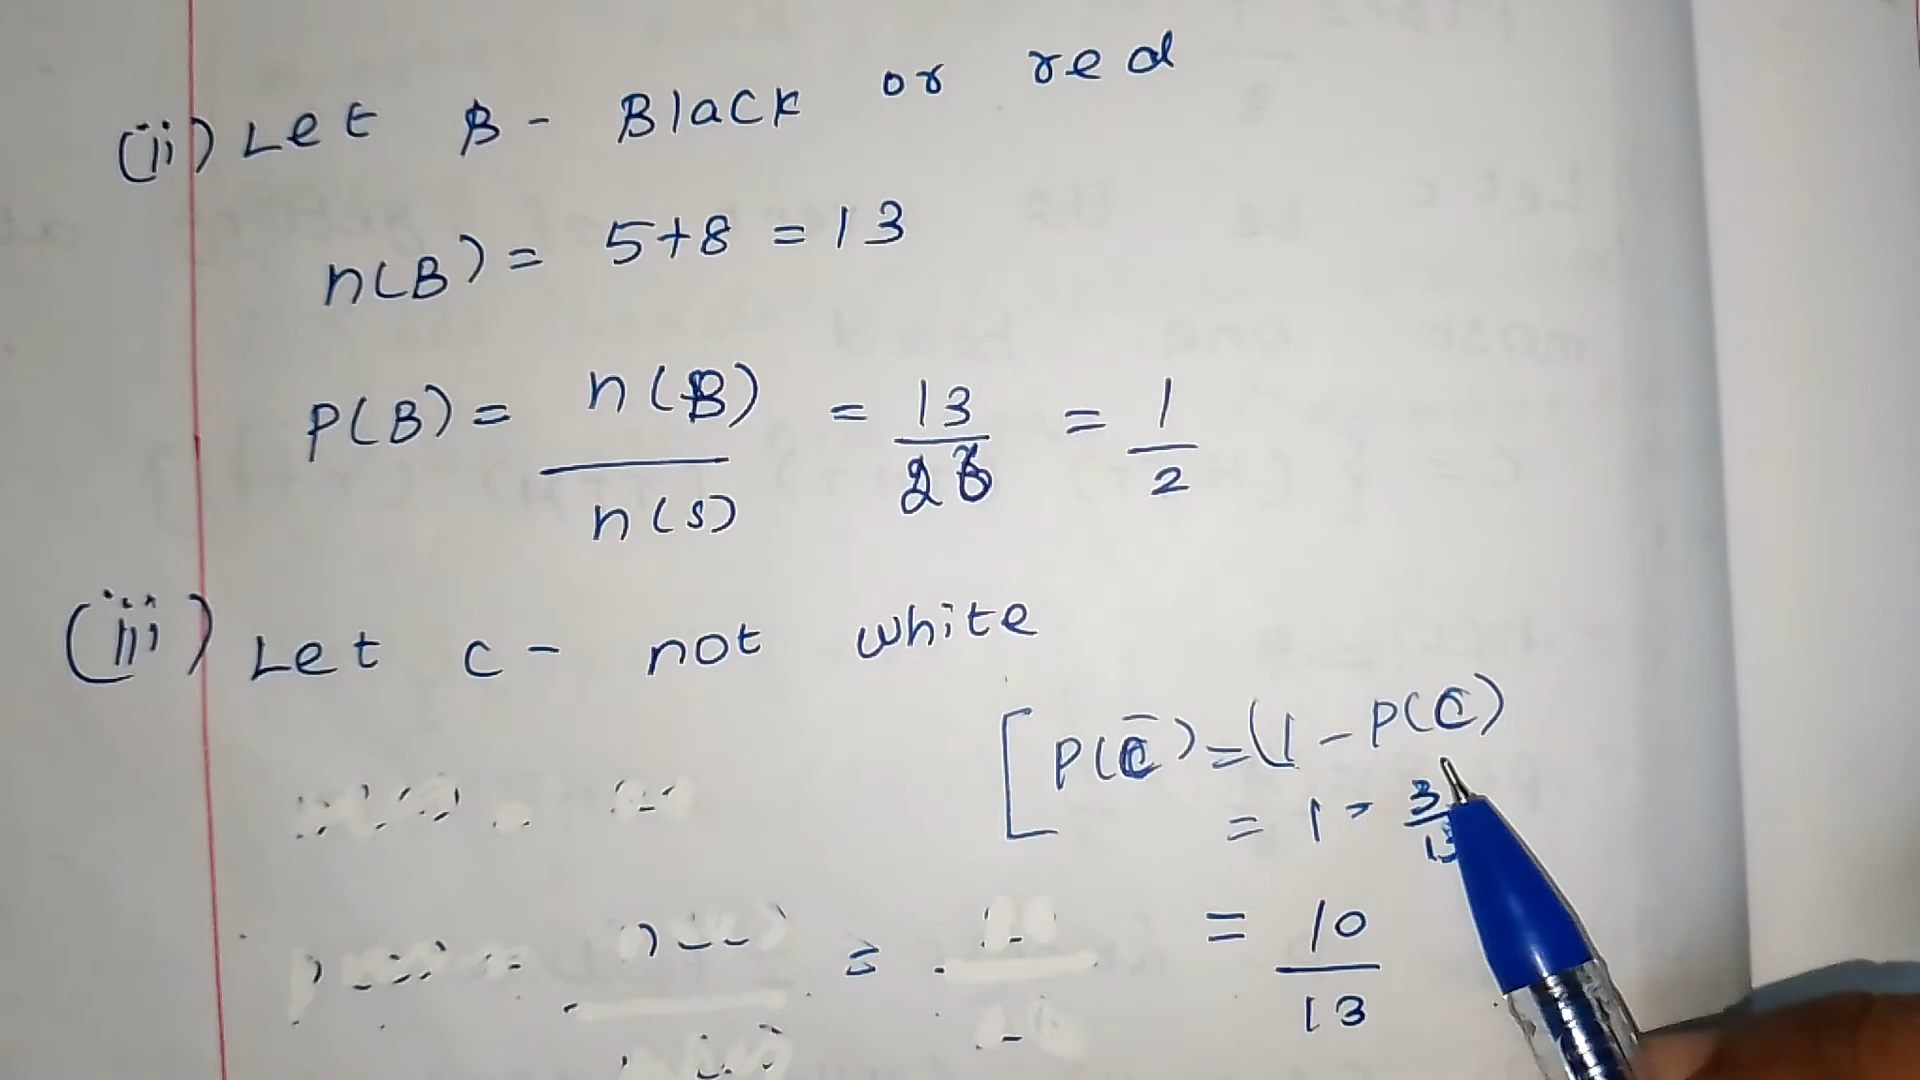 (ii) Let B - Black or red
n(B) = 5+8 = 13
P(B) = n(B) / n(S) = 13 / 26 = 1 / 2
(iii) Let C - not white
[P(C̄) = (1 - P(C)
= 1 - 3 / 13
= 10 / 13